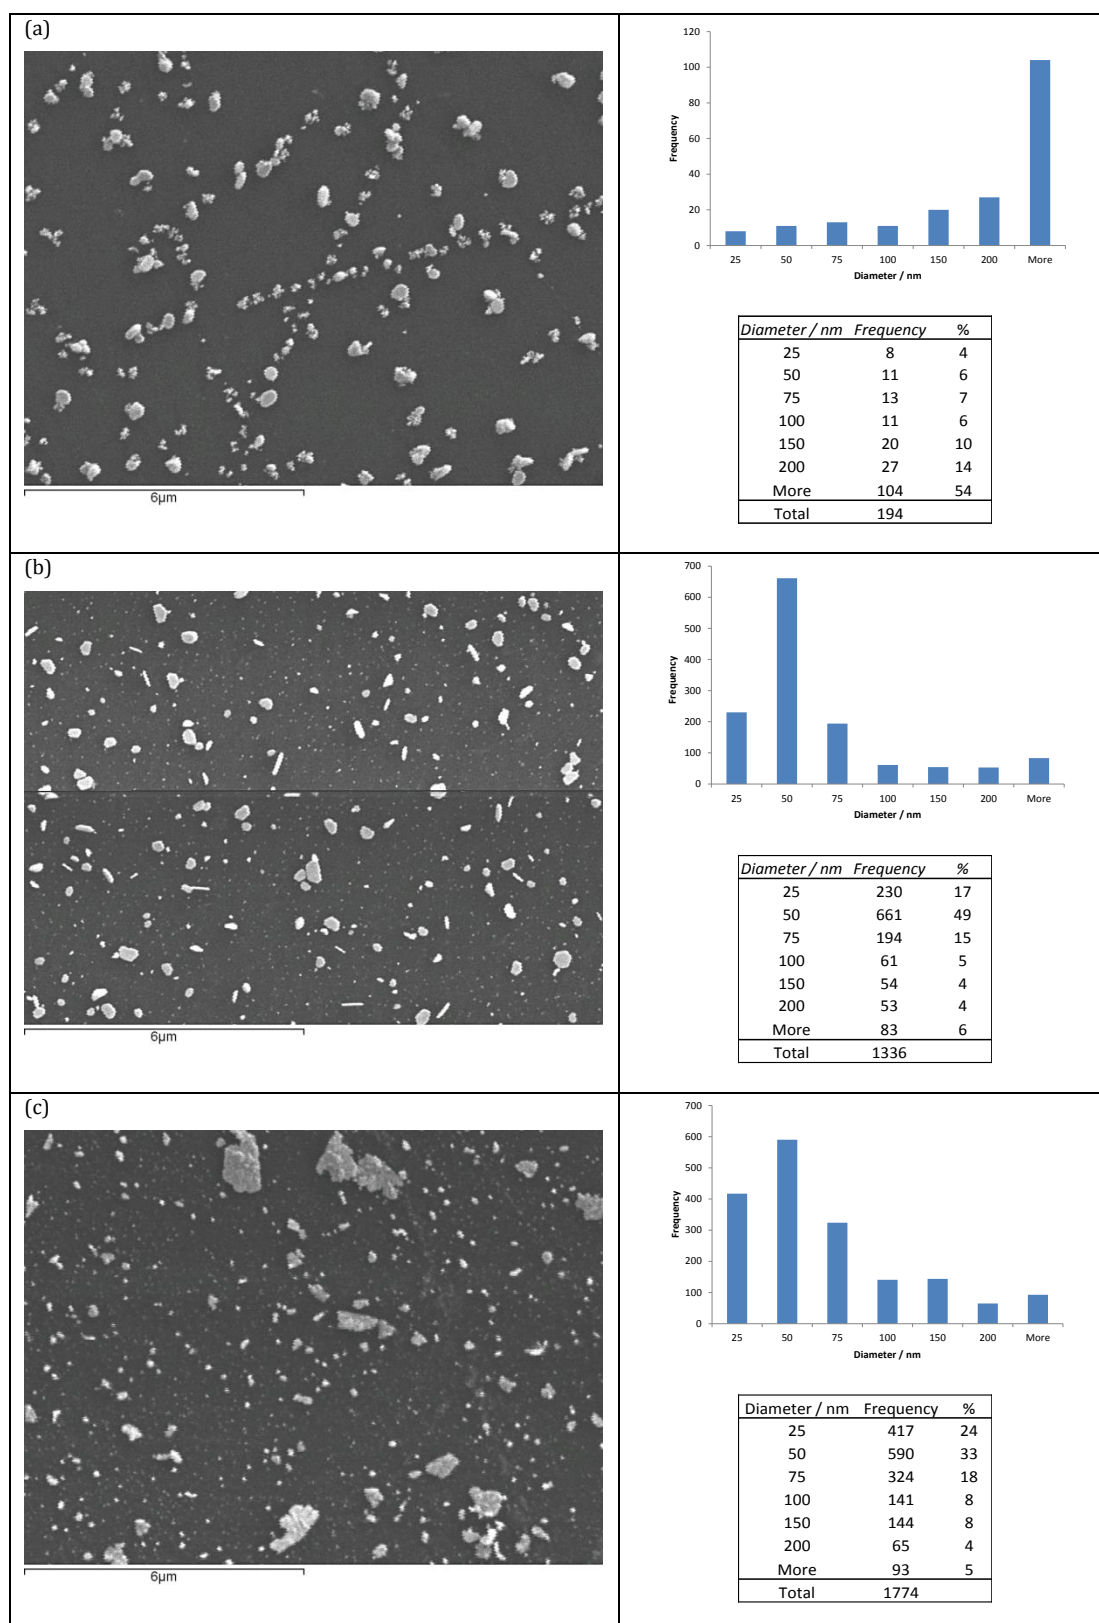 (a)
6μm
120
100
80
60
40
20
0
Frequency
25 50 75 100 150 200 More
Diameter / nm
Diameter / nm Frequency %
25 8 4
50 11 6
75 13 7
100 11 6
150 20 10
200 27 14
More 104 54
Total 194
(b)
6μm
700
600
500
400
300
200
100
0
Frequency
25 50 75 100 150 200 More
Diameter / nm
Diameter / nm Frequency %
25 230 17
50 661 49
75 194 15
100 61 5
150 54 4
200 53 4
More 83 6
Total 1336
(c)
6μm
700
600
500
400
300
200
100
0
Frequency
25 50 75 100 150 200 More
Diameter / nm
Diameter / nm Frequency %
25 417 24
50 590 33
75 324 18
100 141 8
150 144 8
200 65 4
More 93 5
Total 1774